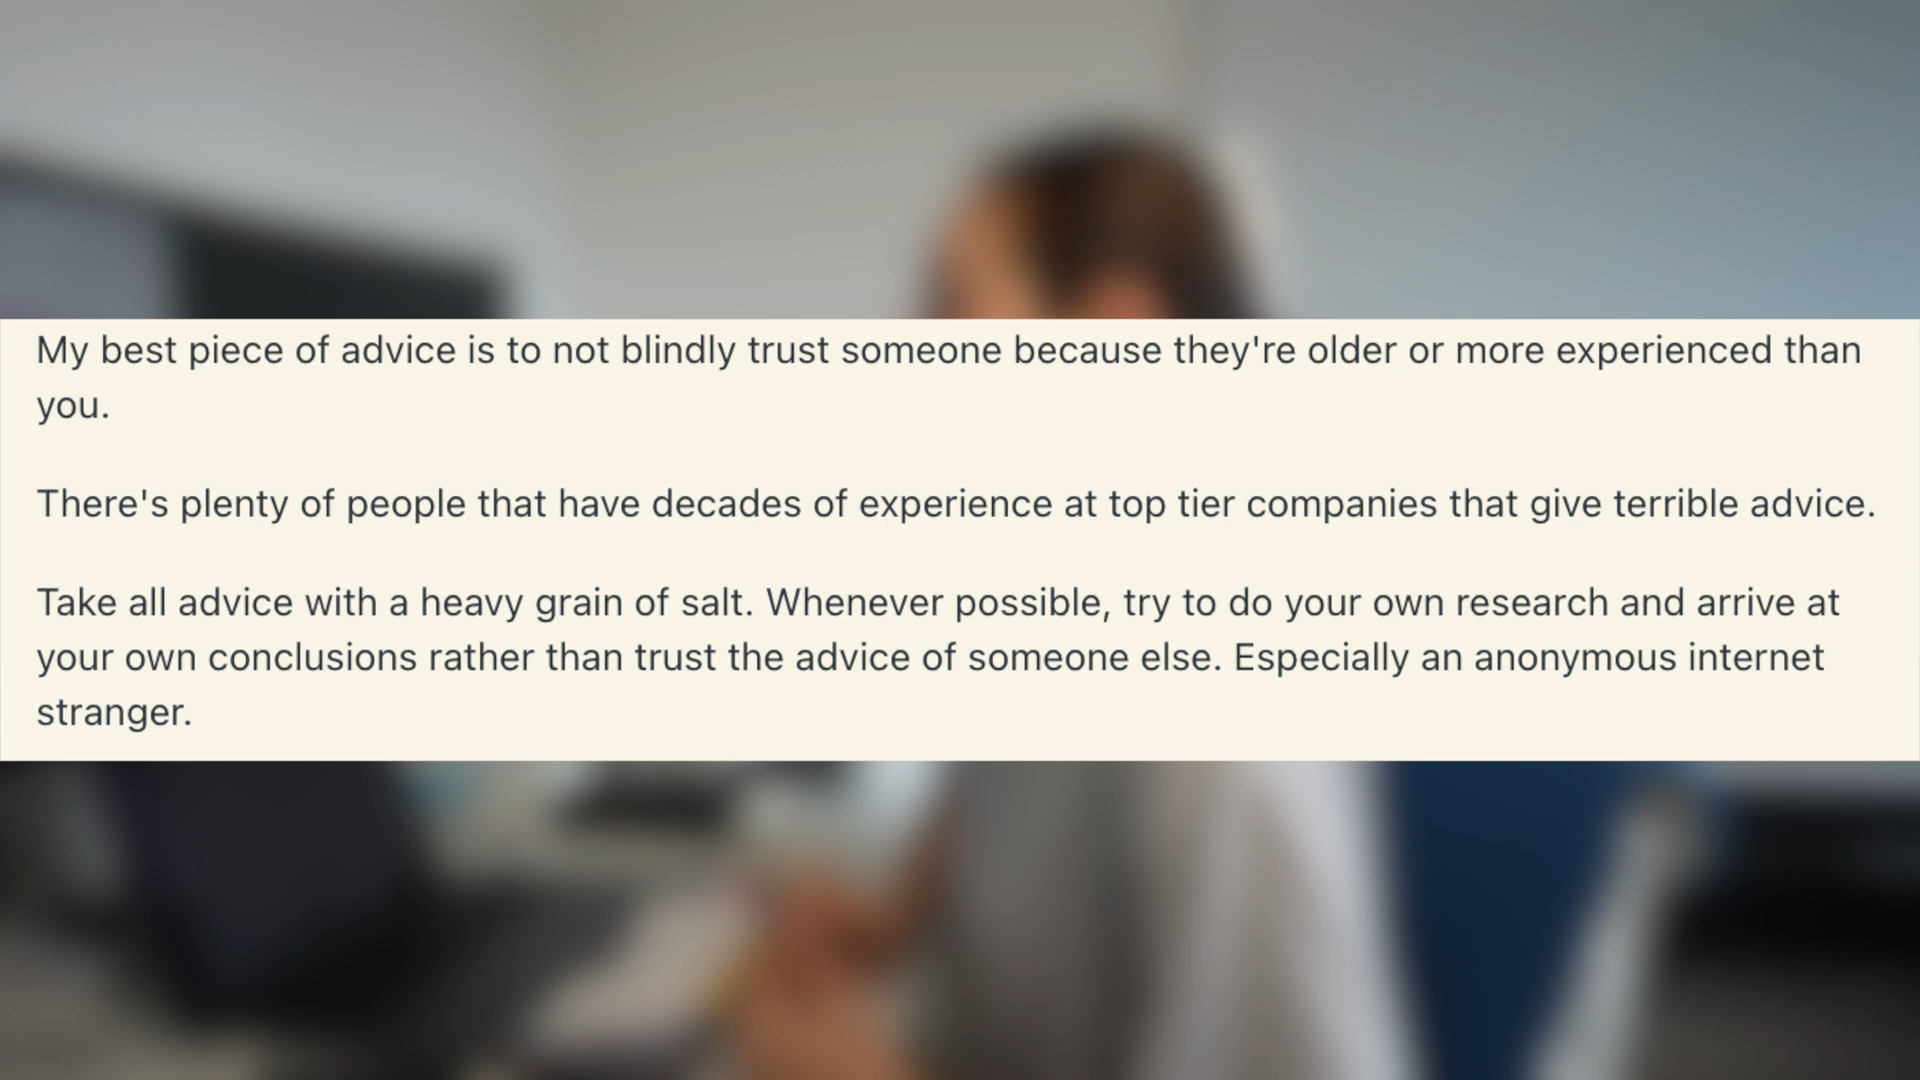 My best piece of advice is to not blindly trust someone because they're older or more experienced than
you.
There's plenty of people that have decades of experience at top tier companies that give terrible advice.
Take all advice with a heavy grain of salt. Whenever possible, try to do your own research and arrive at
your own conclusions rather than trust the advice of someone else. Especially an anonymous internet
stranger.